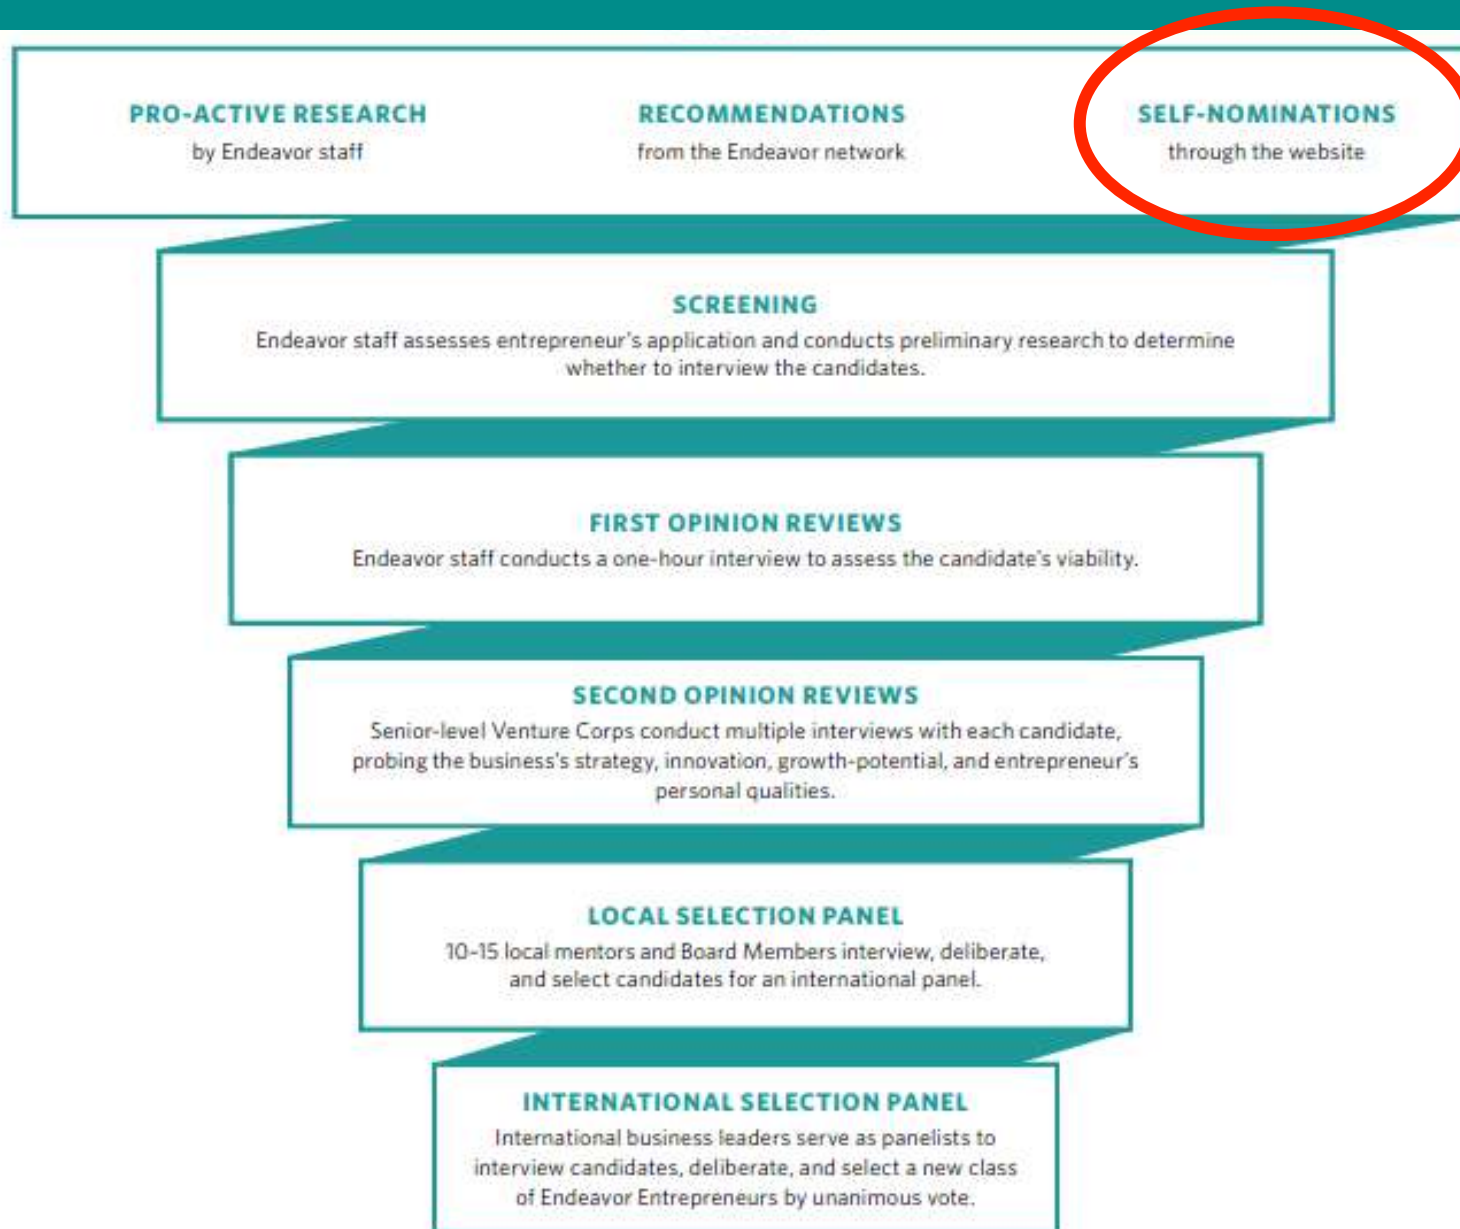 PRO-ACTIVE RESEARCH
by Endeavor staff
RECOMMENDATIONS
from the Endeavor network
SELF-NOMINATIONS
through the website
SCREENING
Endeavor staff assesses entrepreneur's application and conducts preliminary research to determine
whether to interview the candidates.
FIRST OPINION REVIEWS
Endeavor staff conducts a one-hour interview to assess the candidate's viability.
SECOND OPINION REVIEWS
Senior-level Venture Corps conduct multiple interviews with each candidate,
probing the business's strategy, innovation, growth-potential, and entrepreneur's
personal qualities.
LOCAL SELECTION PANEL
10-15 local mentors and Board Members interview, deliberate,
and select candidates for an international panel.
INTERNATIONAL SELECTION PANEL
International business leaders serve as panelists to
interview candidates, deliberate, and select a new class
of Endeavor Entrepreneurs by unanimous vote.